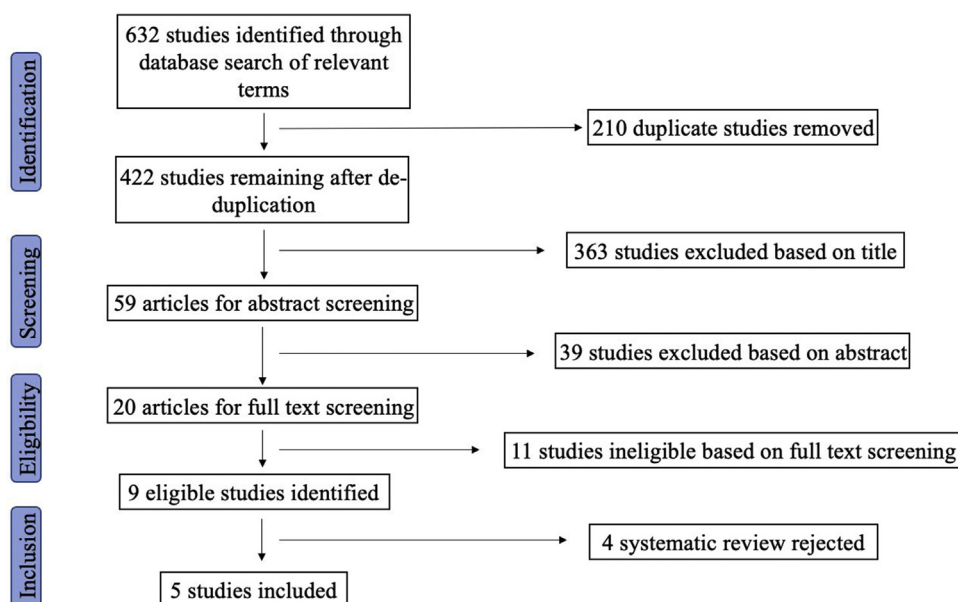 Identification
632 studies identified through
database search of relevant
terms
210 duplicate studies removed
422 studies remaining after de-
duplication
Screening
363 studies excluded based on title
59 articles for abstract screening
39 studies excluded based on abstract
Eligibility
20 articles for full text screening
11 studies ineligible based on full text screening
9 eligible studies identified
Inclusion
4 systematic review rejected
5 studies included